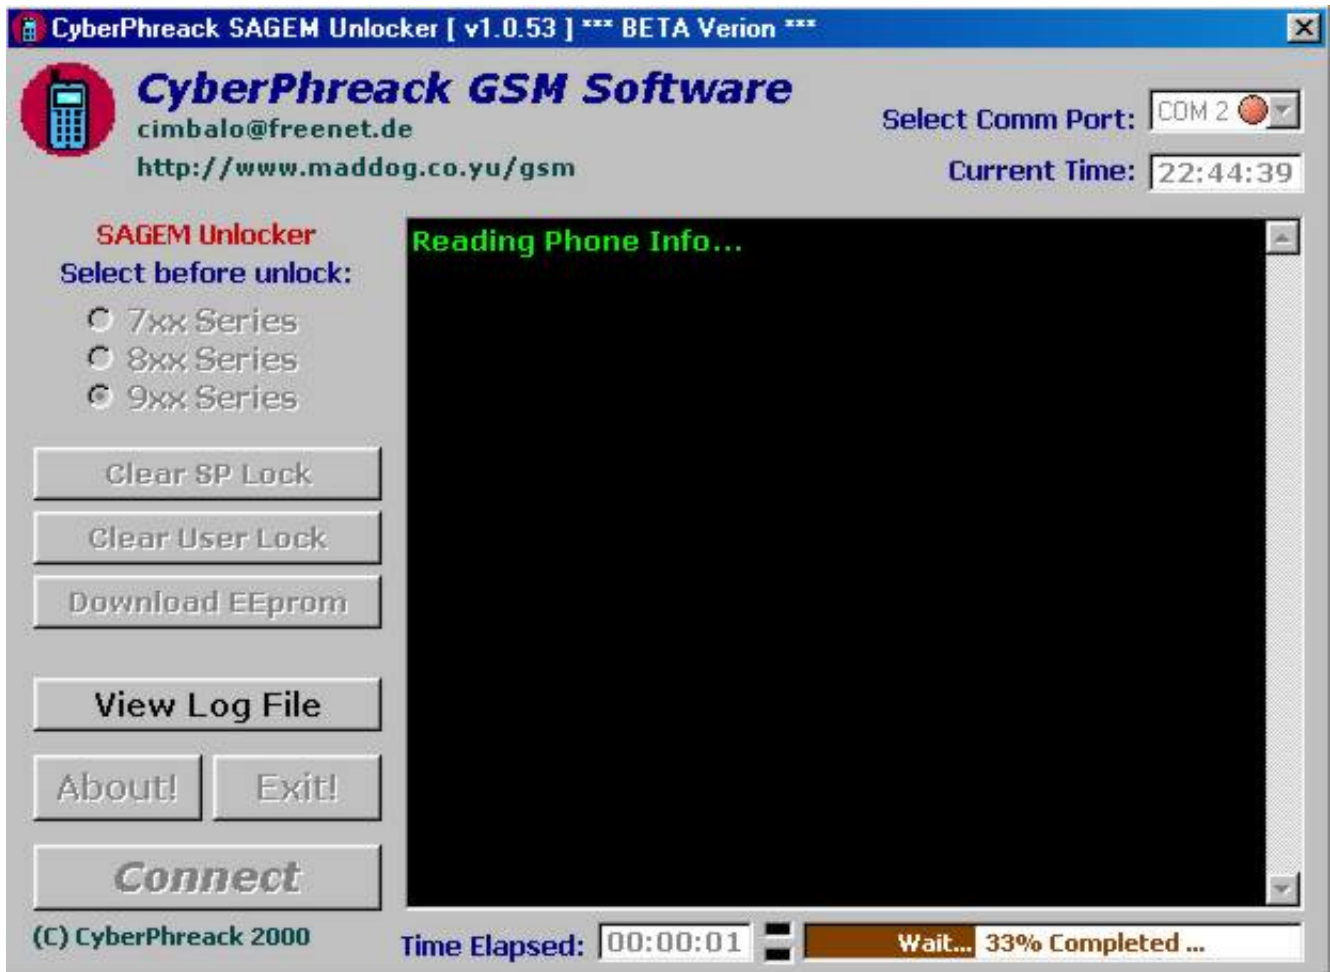 CyberPhreack SAGEM Unlocker [ v1.0.53 ] *** BETA Verion ***
CyberPhreack GSM Software
cimbalo@freenet.de
http://www.maddog.co.yu/gsm
Select Comm Port: COM 2
Current Time: 22:44:39
SAGEM Unlocker
Select before unlock:
7xx Series
8xx Series
9xx Series
Clear SP Lock
Clear User Lock
Download EEprom
View Log File
About! Exit!
Connect
(C) CyberPhreack 2000
Reading Phone Info...
Time Elapsed: 00:00:01 Wait... 33% Completed ...